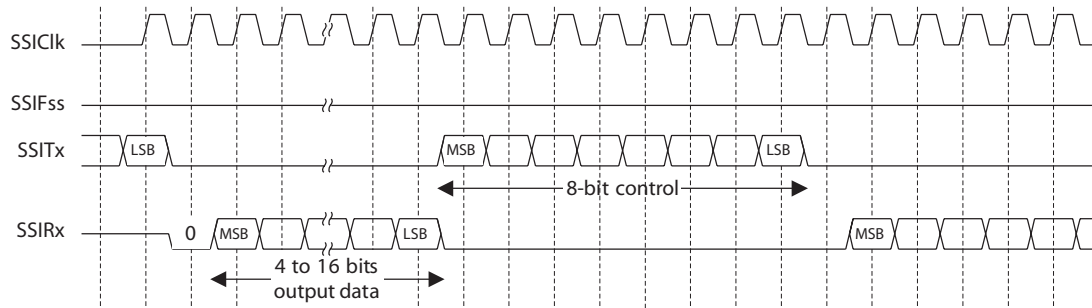 SSIClk
SSIFss
SSITx
LSB
MSB
LSB
8-bit control
SSIRx
0
MSB
LSB
MSB
4 to 16 bits
output data